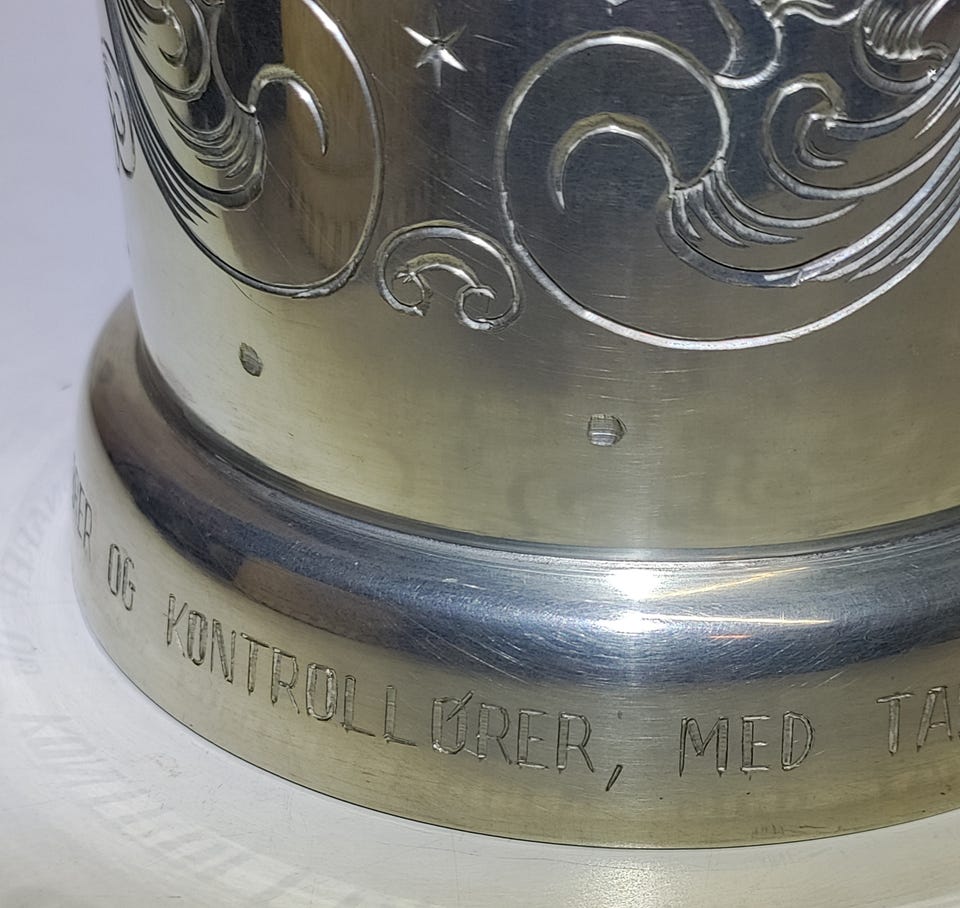 OG KONTROLLØRER, MED